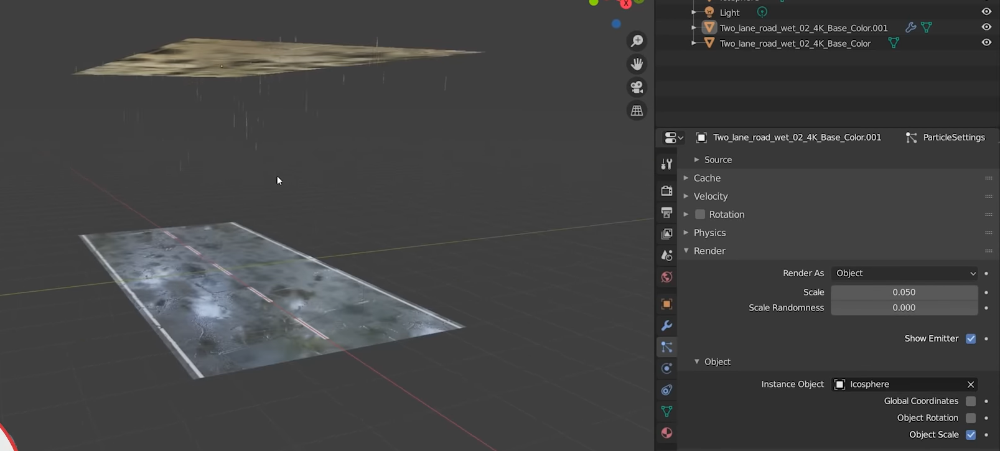 X
Icosphere
Light
Two_lane_road_wet_02_4K_Base_Color.001
Two_lane_road_wet_02_4K_Base_Color
Two_lane_road_wet_02_4K_Base_Color.001 ParticleSettings
Source
Cache
Velocity
Rotation
Physics
Render
Render As Object
Scale 0.050
Scale Randomness 0.000
Show Emitter
Object
Instance Object Icosphere
Global Coordinates
Object Rotation
Object Scale